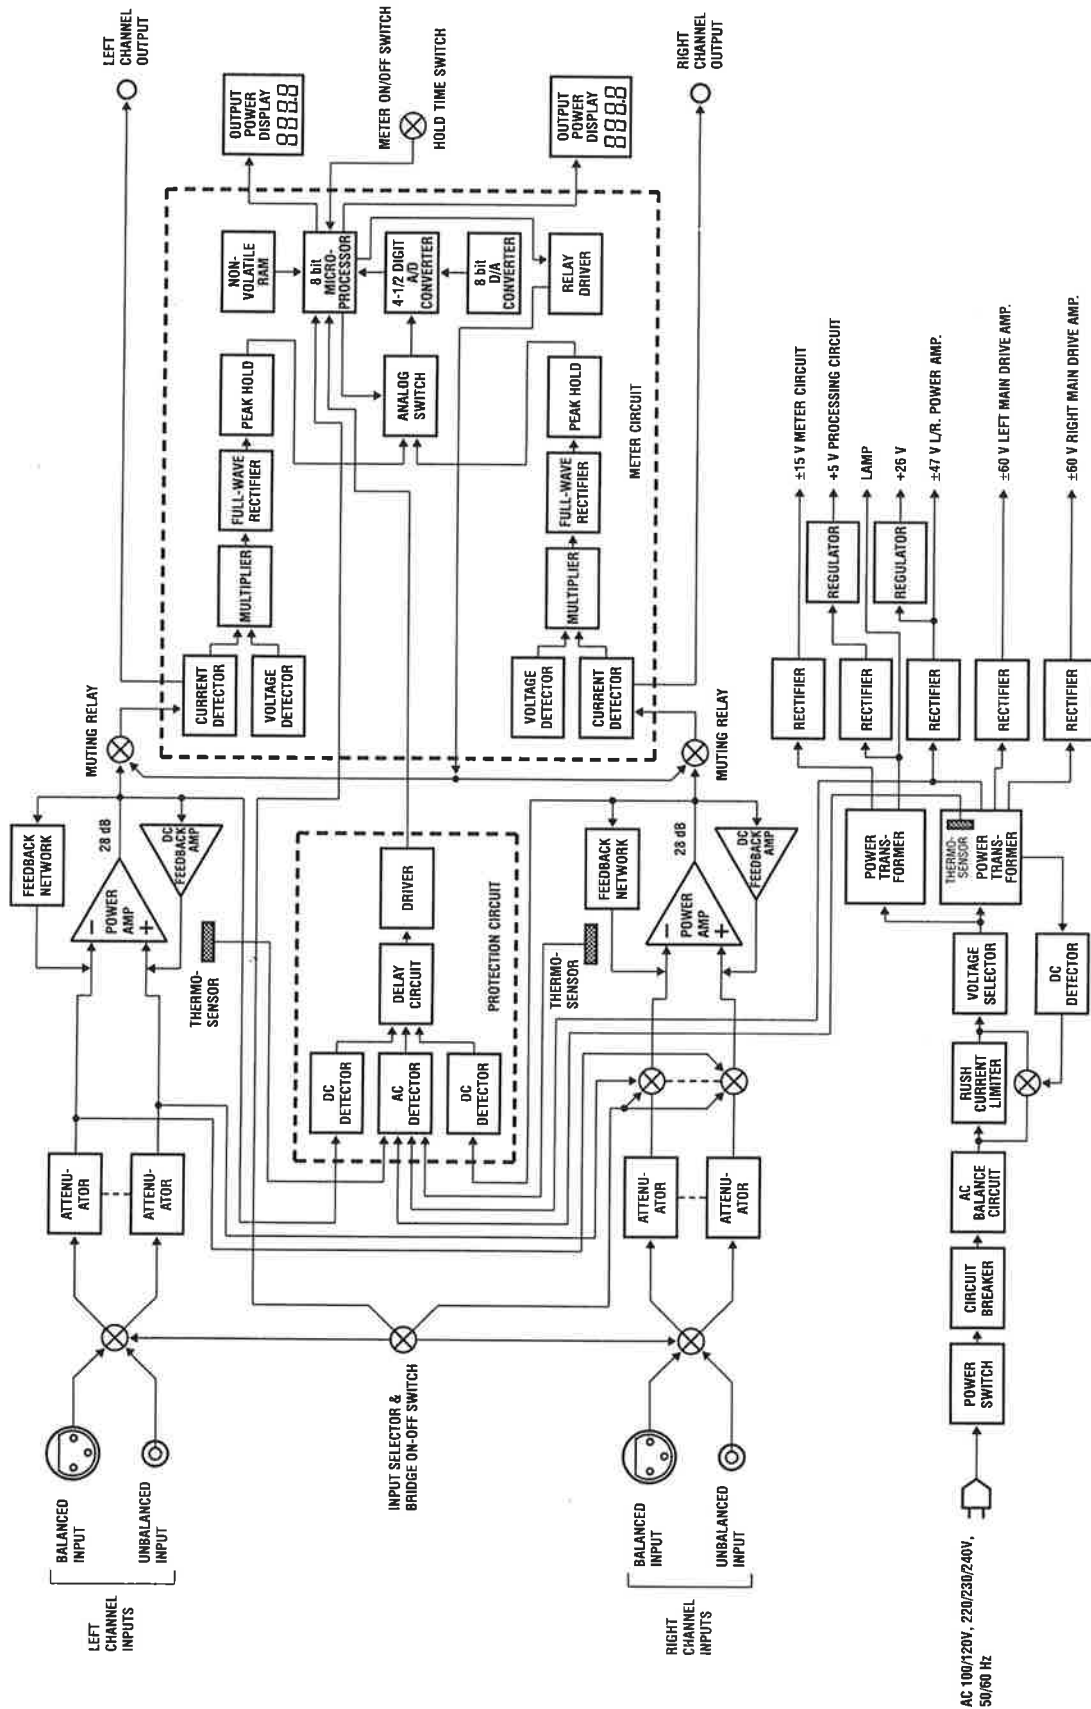 LEFT
CHANNEL
INPUTS
BALANCED
INPUT
UNBALANCED
INPUT
ATTENU-
ATOR
ATTENU-
ATOR
FEEDBACK
NETWORK
28 dB
POWER
AMP
−
+
DC
FEEDBACK
AMP
THERMO-
SENSOR
MUTING RELAY
CURRENT
DETECTOR
VOLTAGE
DETECTOR
MULTIPLIER
FULL-WAVE
RECTIFIER
PEAK HOLD
NON-
VOLATILE
RAM
8 bit
MICRO-
PROCESSOR
ANALOG
SWITCH
4-1/2 DIGIT
A/D
CONVERTER
8 bit
D/A
CONVERTER
RELAY
DRIVER
LEFT
CHANNEL
OUTPUT
OUTPUT
POWER
DISPLAY
888.8
METER ON/OFF SWITCH
HOLD TIME SWITCH
OUTPUT
POWER
DISPLAY
888.8
RIGHT
CHANNEL
OUTPUT
INPUT SELECTOR &
BRIDGE ON-OFF SWITCH
DC
DETECTOR
AC
DETECTOR
DC
DETECTOR
DELAY
CIRCUIT
DRIVER
PROTECTION CIRCUIT
VOLTAGE
DETECTOR
CURRENT
DETECTOR
MULTIPLIER
FULL-WAVE
RECTIFIER
PEAK HOLD
METER CIRCUIT
RIGHT
CHANNEL
INPUTS
BALANCED
INPUT
UNBALANCED
INPUT
ATTENU-
ATOR
ATTENU-
ATOR
THERMO-
SENSOR
FEEDBACK
NETWORK
28 dB
POWER
AMP
−
+
DC
FEEDBACK
AMP
MUTING RELAY
AC 100/120V, 220/230/240V,
50/60 Hz
POWER
SWITCH
CIRCUIT
BREAKER
AC
BALANCE
CIRCUIT
RUSH
CURRENT
LIMITER
VOLTAGE
SELECTOR
DC
DETECTOR
POWER
TRANS-
FORMER
THERMO-
SENSOR
POWER
TRANS-
FORMER
RECTIFIER
RECTIFIER
RECTIFIER
RECTIFIER
RECTIFIER
REGULATOR
REGULATOR
±15 V METER CIRCUIT
+5 V PROCESSING CIRCUIT
LAMP
+26 V
±47 V L/R. POWER AMP.
±60 V LEFT MAIN DRIVE AMP.
±60 V RIGHT MAIN DRIVE AMP.